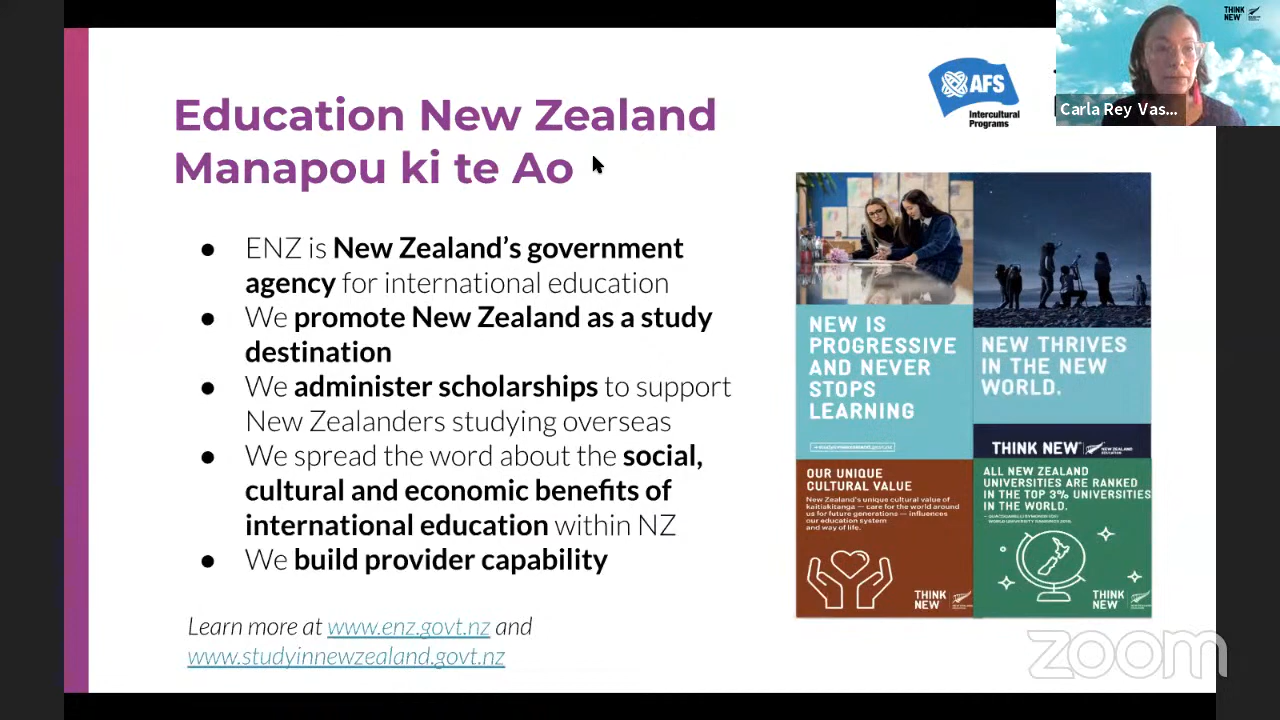 Education New Zealand
Manapou ki te Ao
● ENZ is New Zealand’s government
agency for international education
● We promote New Zealand as a study
destination
● We administer scholarships to support
New Zealanders studying overseas
● We spread the word about the social,
cultural and economic benefits of
international education within NZ
● We build provider capability
Learn more at www.enz.govt.nz and
www.studyinnewzealand.govt.nz
AFS
Intercultural
Programs
THINK
NEW
Carla Rey Vas...
NEW IS
PROGRESSIVE
AND NEVER
STOPS
LEARNING
NEW THRIVES
IN THE NEW
WORLD.
THINK NEW
NEW ZEALAND
EDUCATION
OUR UNIQUE
CULTURAL VALUE
New Zealand's unique cultural value of
kaitiakitanga — care for the world around
us for future generations — influences
our education system
and way of life.
THINK
NEW
ALL NEW ZEALAND
UNIVERSITIES ARE RANKED
IN THE TOP 3% UNIVERSITIES
IN THE WORLD.
THINK
NEW
zoom